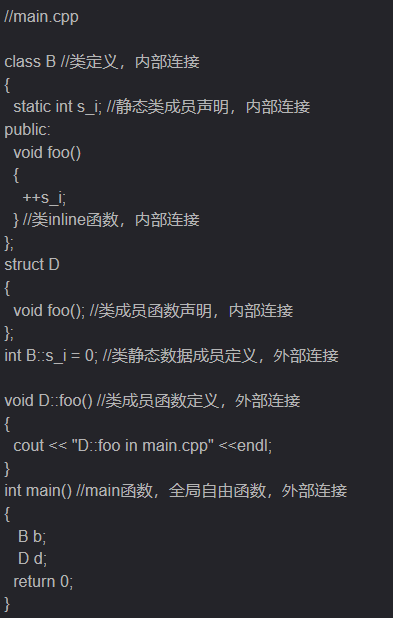 //main.cpp
class B //类定义，内部连接
{
static int s_i; //静态类成员声明，内部连接
public:
void foo()
{
++s_i;
} //类inline函数，内部连接
};
struct D
{
void foo(); //类成员函数声明，内部连接
};
int B::s_i = 0; //类静态数据成员定义，外部连接
void D::foo() //类成员函数定义，外部连接
{
cout << "D::foo in main.cpp" <<endl;
}
int main() //main函数，全局自由函数，外部连接
{
B b;
D d;
return 0;
}